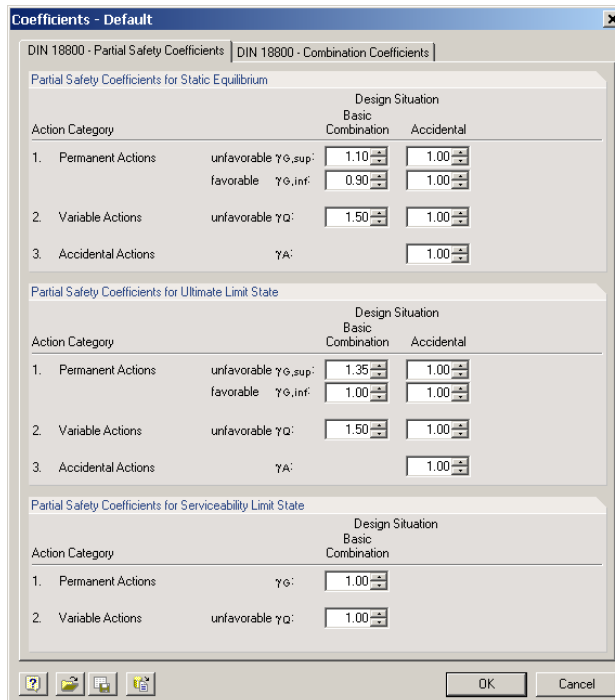 Coefficients - Default
DIN 18800 - Partial Safety Coefficients DIN 18800 - Combination Coefficients
Partial Safety Coefficients for Static Equilibrium
Design Situation
Basic
Action Category Combination Accidental
1. Permanent Actions unfavorable γG,sup: 1.10 1.00
favorable γG,inf: 0.90 1.00
2. Variable Actions unfavorable γQ: 1.50 1.00
3. Accidental Actions γA: 1.00
Partial Safety Coefficients for Ultimate Limit State
Design Situation
Basic
Action Category Combination Accidental
1. Permanent Actions unfavorable γG,sup: 1.35 1.00
favorable γG,inf: 1.00 1.00
2. Variable Actions unfavorable γQ: 1.50 1.00
3. Accidental Actions γA: 1.00
Partial Safety Coefficients for Serviceability Limit State
Design Situation
Basic
Action Category Combination
1. Permanent Actions γG: 1.00
2. Variable Actions unfavorable γQ: 1.00
OK Cancel